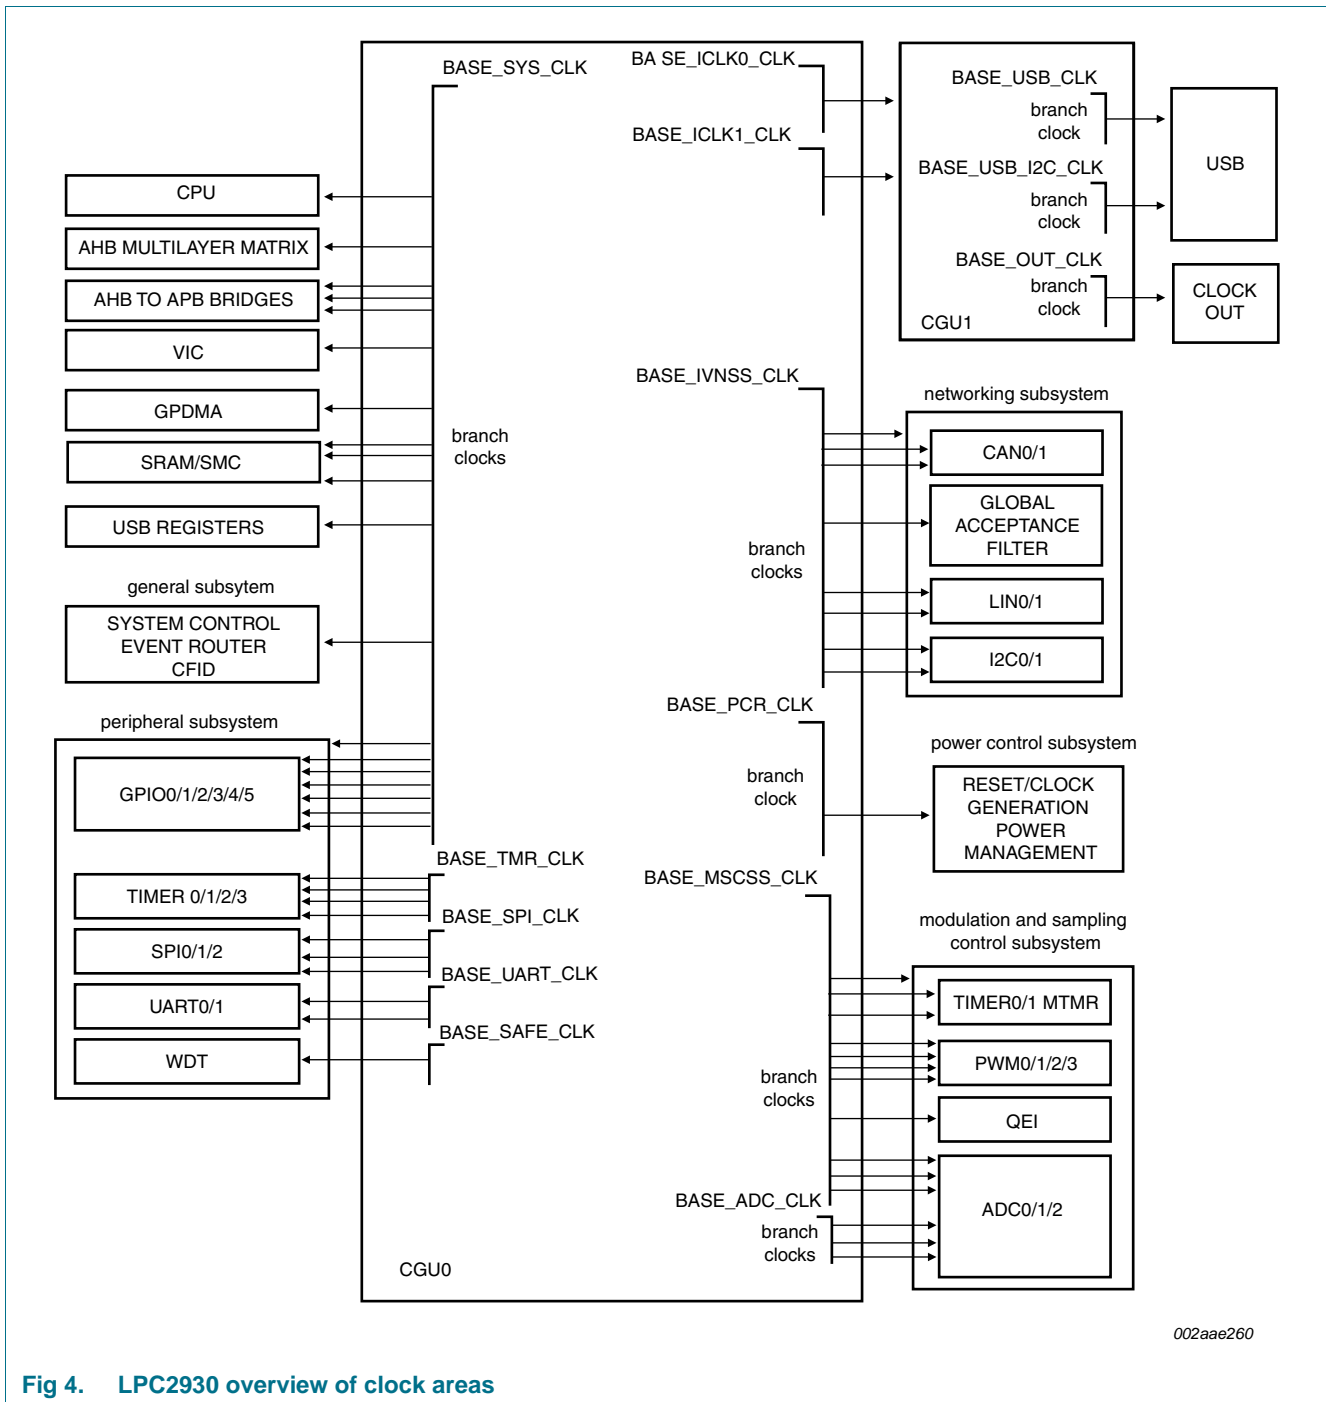 BASE_SYS_CLK
BA SE_ICLK0_CLK
BASE_ICLK1_CLK
BASE_USB_CLK
branch
clock
BASE_USB_I2C_CLK
branch
clock
BASE_OUT_CLK
branch
clock
CGU1
USB
CLOCK
OUT
CPU
AHB MULTILAYER MATRIX
AHB TO APB BRIDGES
VIC
GPDMA
SRAM/SMC
USB REGISTERS
branch
clocks
general subsytem
SYSTEM CONTROL
EVENT ROUTER
CFID
peripheral subsystem
GPIO0/1/2/3/4/5
TIMER 0/1/2/3
SPI0/1/2
UART0/1
WDT
BASE_TMR_CLK
BASE_SPI_CLK
BASE_UART_CLK
BASE_SAFE_CLK
BASE_IVNSS_CLK
branch
clocks
networking subsystem
CAN0/1
GLOBAL
ACCEPTANCE
FILTER
LIN0/1
I2C0/1
BASE_PCR_CLK
branch
clock
power control subsystem
RESET/CLOCK
GENERATION
POWER
MANAGEMENT
BASE_MSCSS_CLK
branch
clocks
modulation and sampling
control subsystem
TIMER0/1 MTMR
PWM0/1/2/3
QEI
ADC0/1/2
BASE_ADC_CLK
branch
clocks
CGU0
002aae260
Fig 4. LPC2930 overview of clock areas